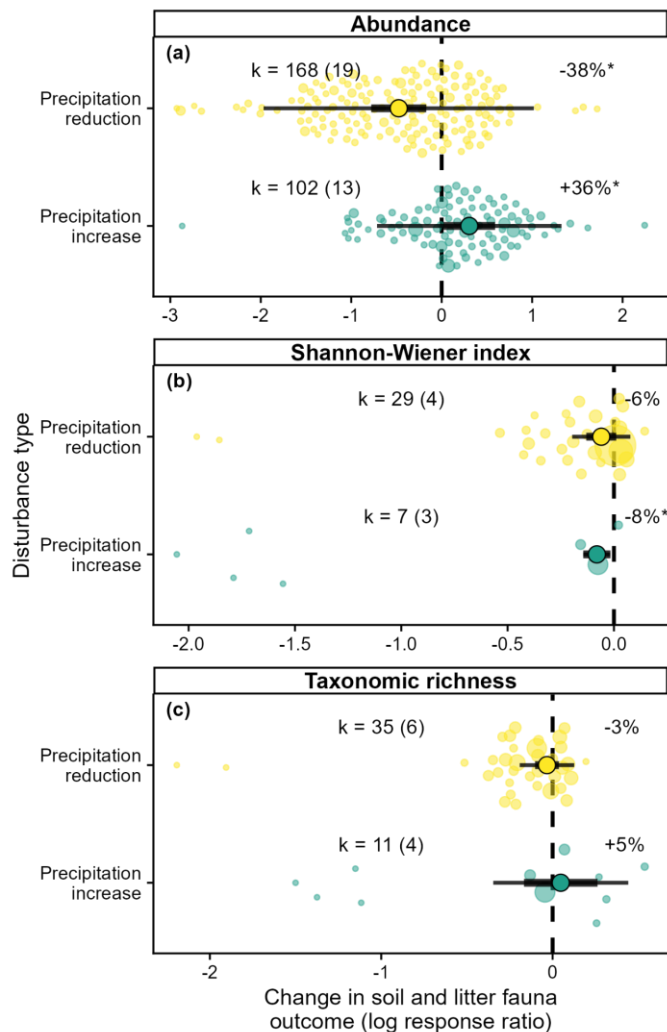 Abundance
(a)
k = 168 (19)
-38%*
Precipitation
reduction
k = 102 (13)
+36%*
Precipitation
increase
-3
-2
-1
0
1
2
Shannon-Wiener index
(b)
k = 29 (4)
-6%
Precipitation
reduction
k = 7 (3)
-8%*
Precipitation
increase
-2.0
-1.5
-1.0
-0.5
0.0
Disturbance type
Taxonomic richness
(c)
k = 35 (6)
-3%
Precipitation
reduction
k = 11 (4)
+5%
Precipitation
increase
-2
-1
0
Change in soil and litter fauna
outcome (log response ratio)